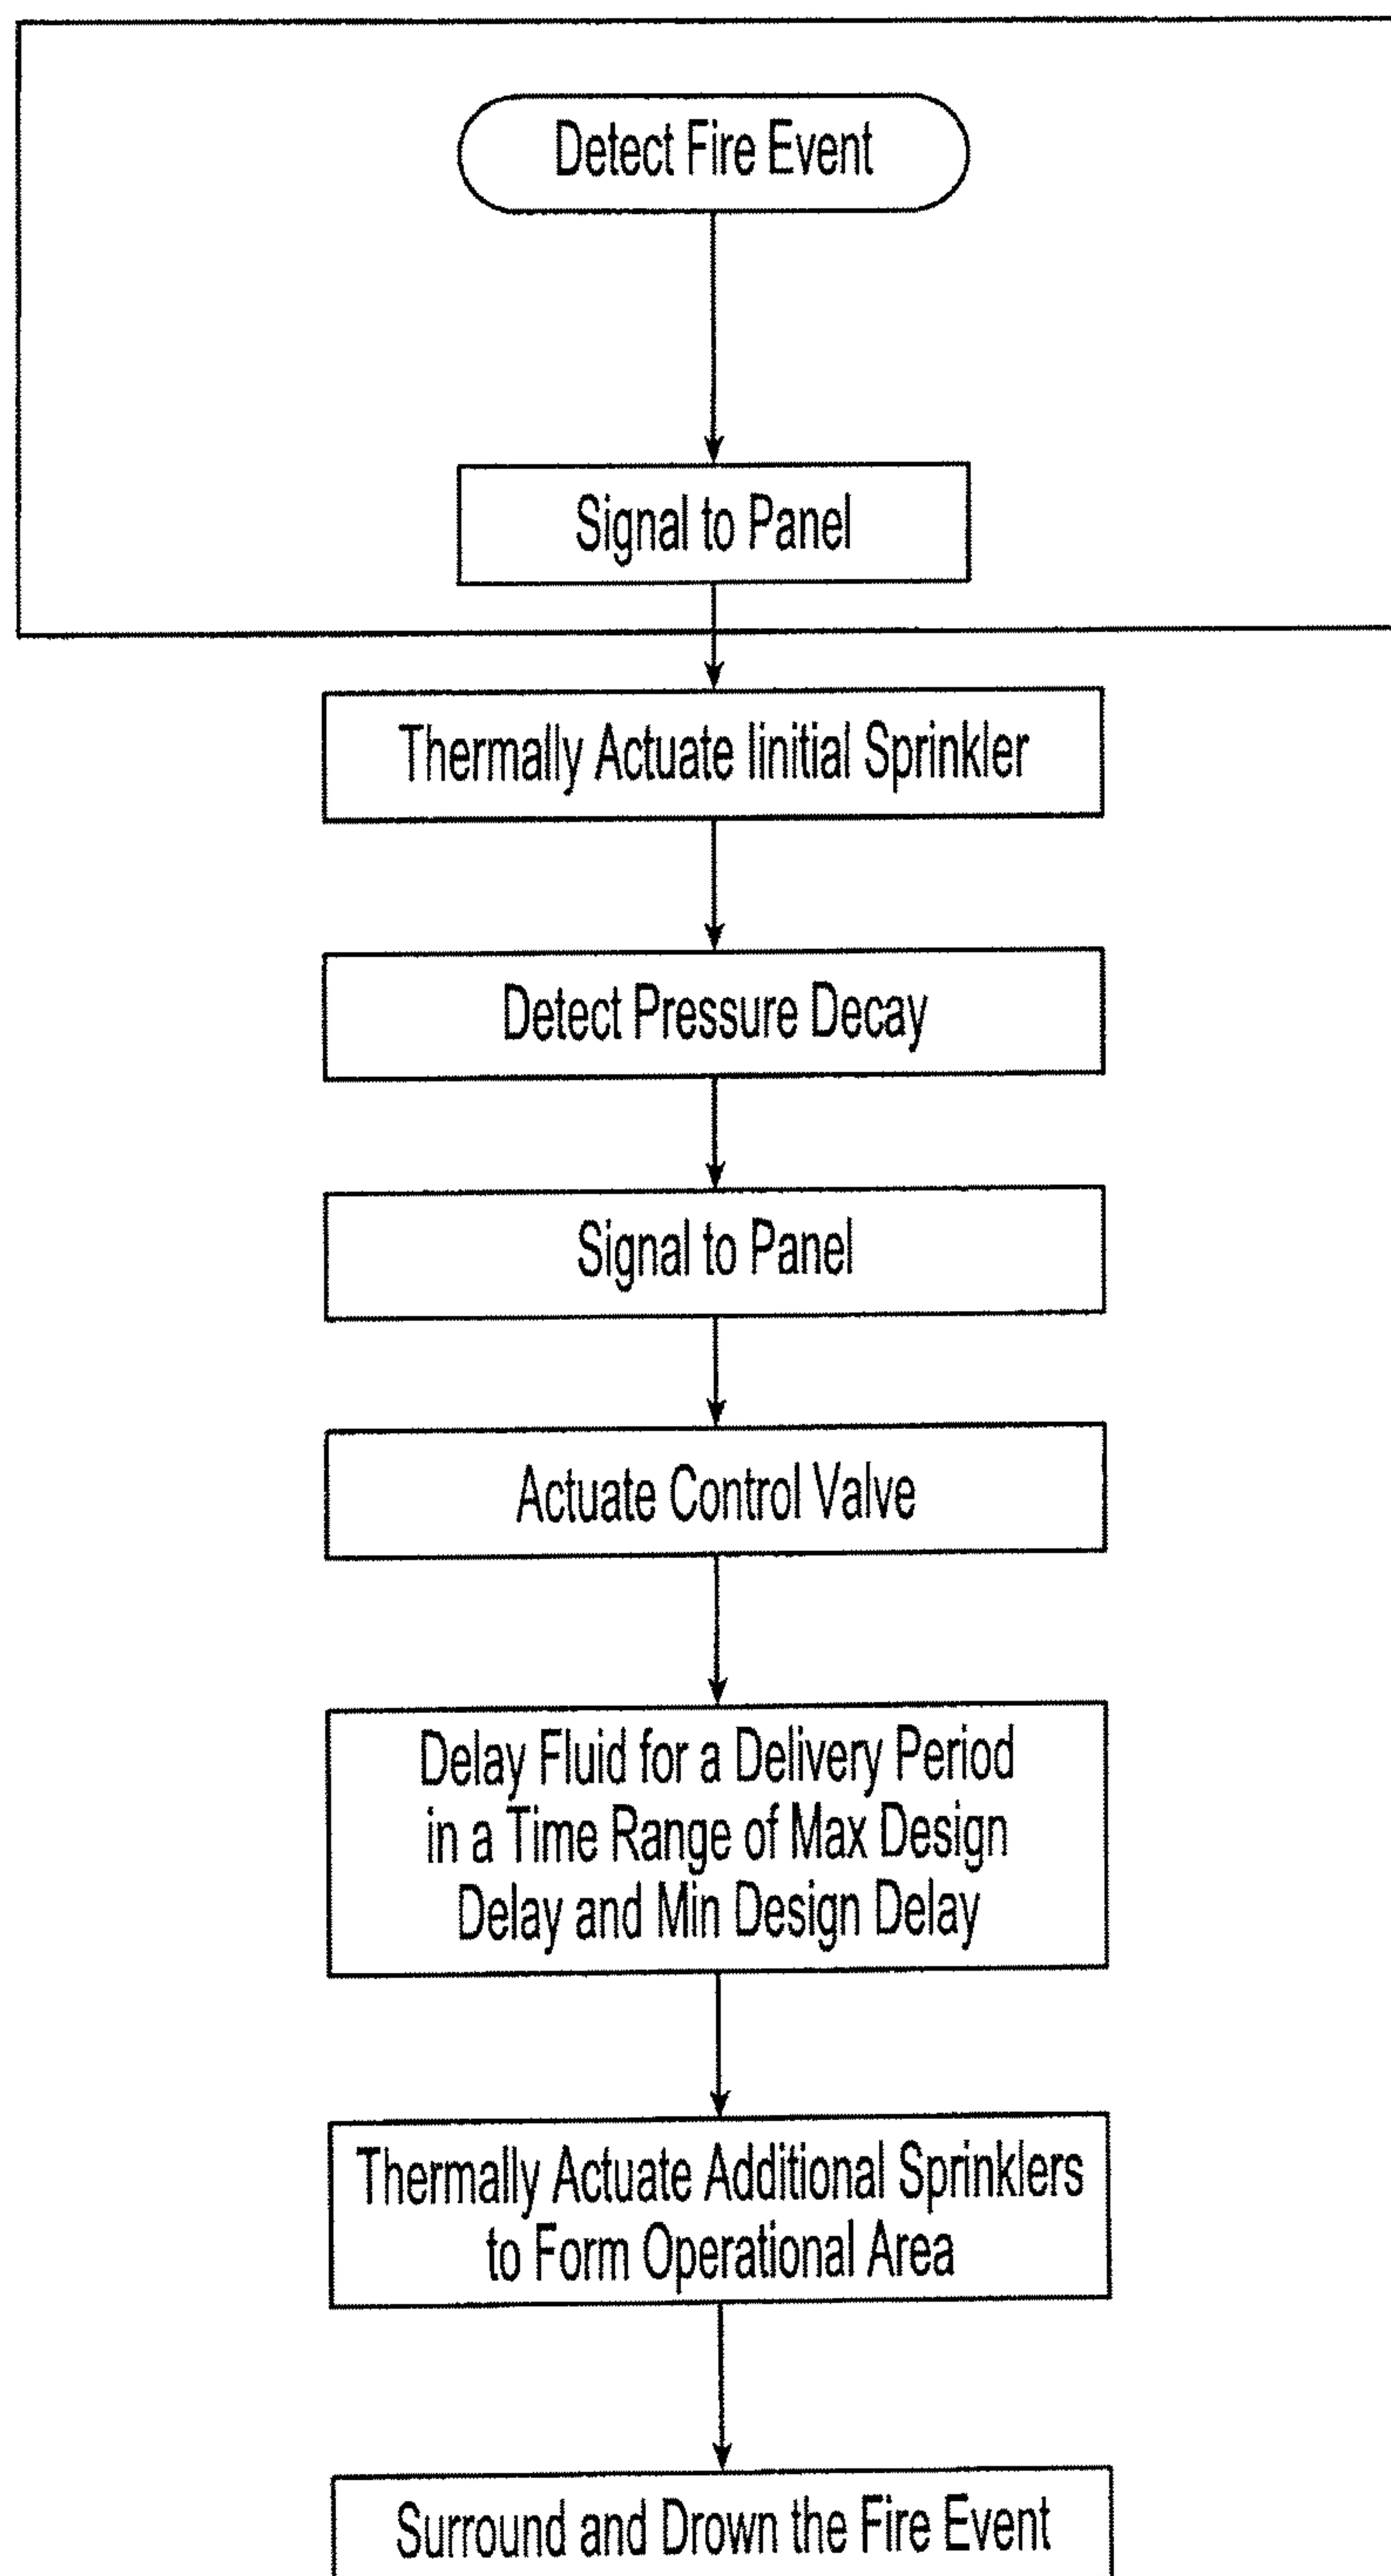 Detect Fire Event
Signal to Panel
Thermally Actuate Iinitial Sprinkler
Detect Pressure Decay
Signal to Panel
Actuate Control Valve
Delay Fluid for a Delivery Period
in a Time Range of Max Design
Delay and Min Design Delay
Thermally Actuate Additional Sprinklers
to Form Operational Area
Surround and Drown the Fire Event